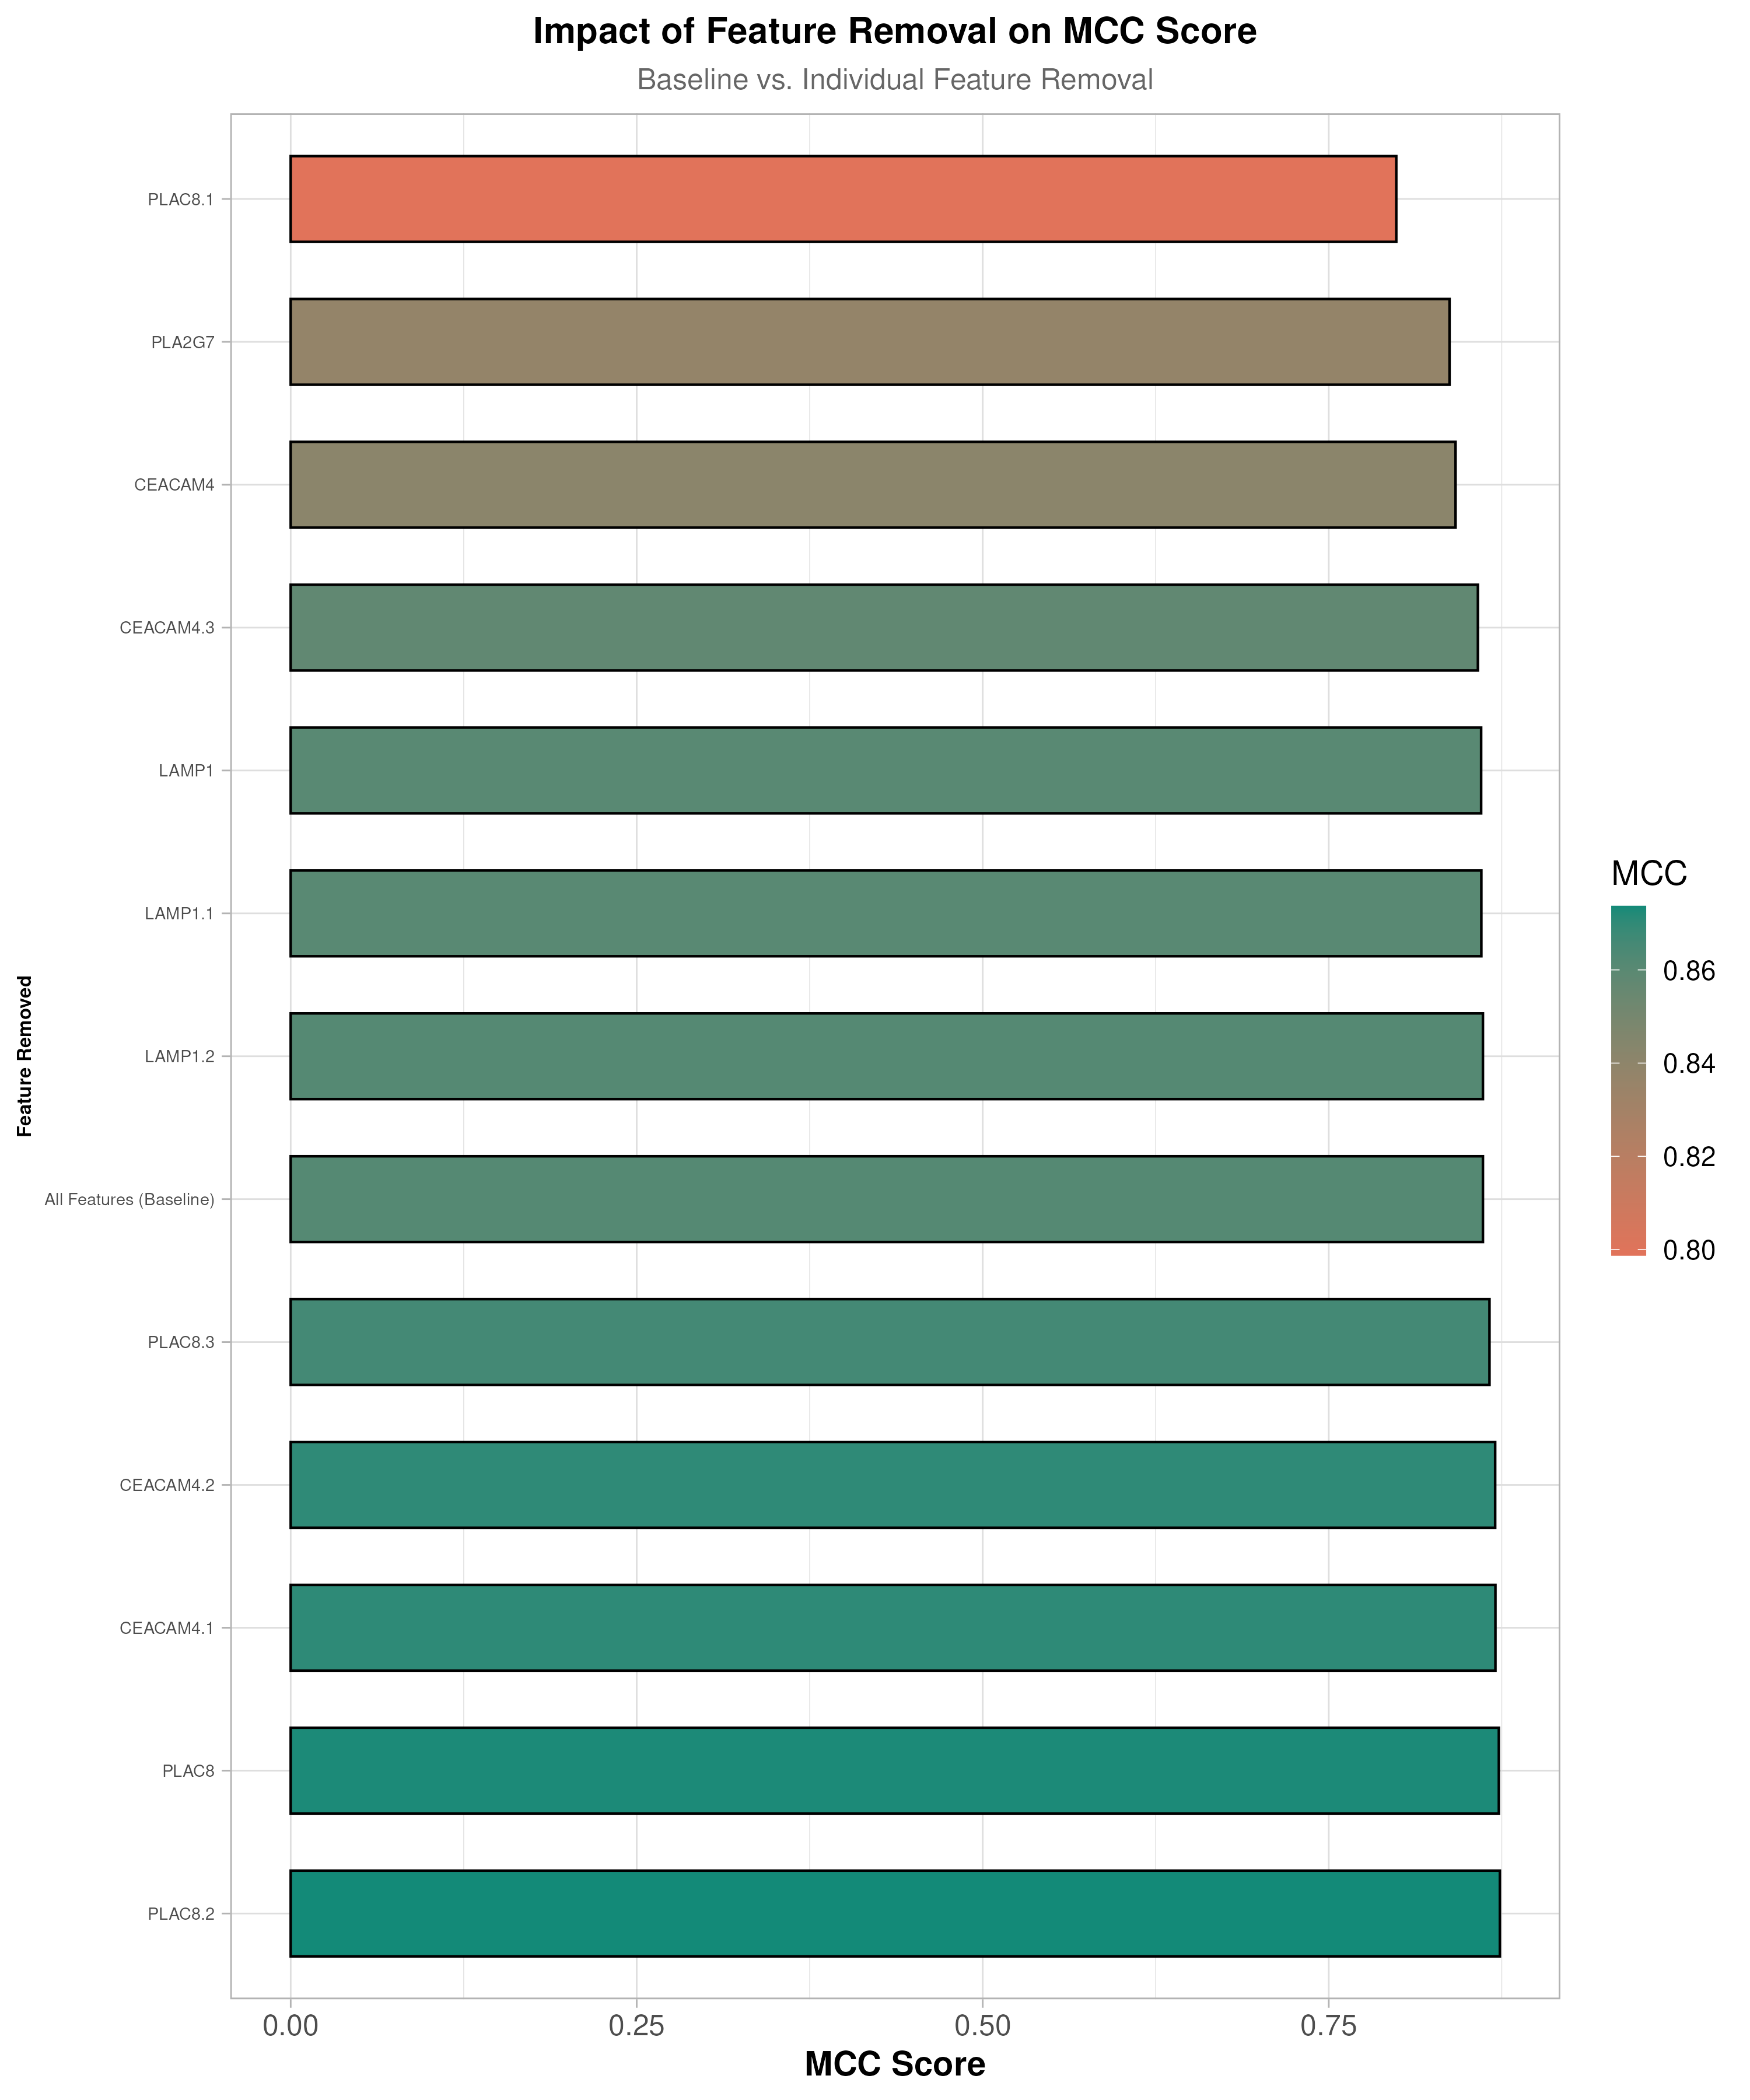 Impact of Feature Removal on MCC Score
Baseline vs. Individual Feature Removal
Feature Removed
PLAC8.1
PLA2G7
CEACAM4
CEACAM4.3
LAMP1
LAMP1.1
LAMP1.2
All Features (Baseline)
PLAC8.3
CEACAM4.2
CEACAM4.1
PLAC8
PLAC8.2
0.00 0.25 0.50 0.75
MCC Score
MCC
0.86
0.84
0.82
0.80